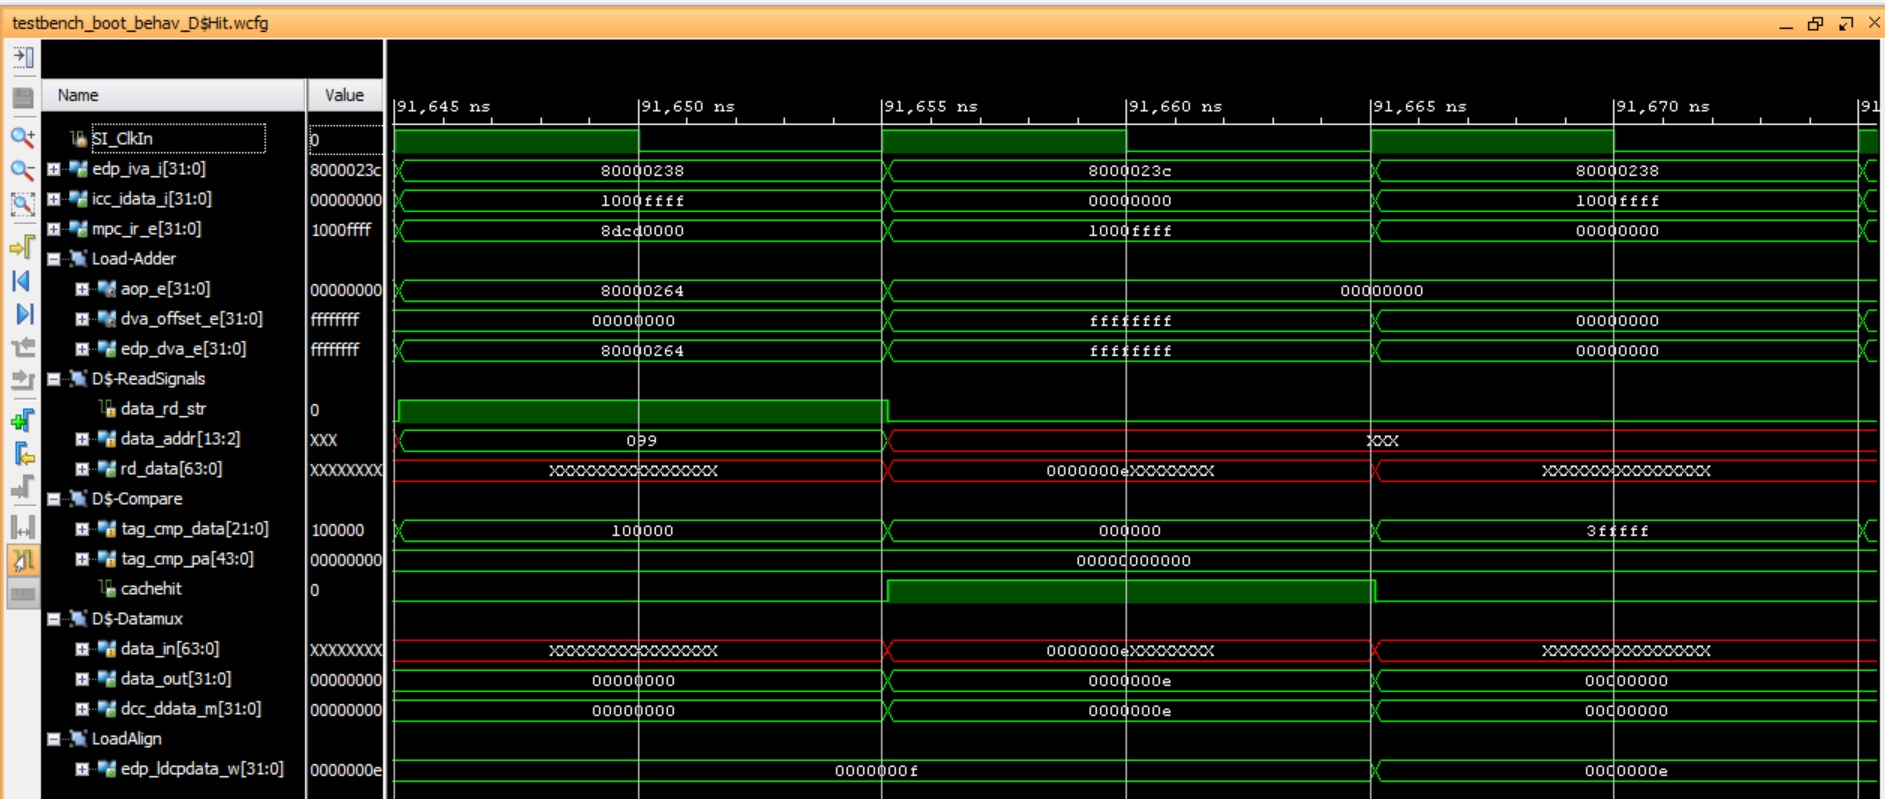 testbench_boot_behav_D$Hit.wcfg
Name Value 91,645 ns 91,650 ns 91,655 ns 91,660 ns 91,665 ns 91,670 ns 91
SI_ClkIn 0
edp_iva_i[31:0] 8000023c 80000238 8000023c 80000238
icc_idata_i[31:0] 00000000 1000ffff 00000000 1000ffff
mpc_ir_e[31:0] 1000ffff 8dcd0000 1000ffff 00000000
Load-Adder
aop_e[31:0] 00000000 80000264 00000000
dva_offset_e[31:0] ffffffff 00000000 ffffffff 00000000
edp_dva_e[31:0] ffffffff 80000264 ffffffff 00000000
D$-ReadSignals
data_rd_str 0
data_addr[13:2] XXX 099 XXX
rd_data[63:0] XXXXXXXX XXXXXXXXXXXXXXXX 0000000eXXXXXXXX XXXXXXXXXXXXXXXX
D$-Compare
tag_cmp_data[21:0] 100000 100000 000000 3fffff
tag_cmp_pa[43:0] 00000000 00000000000
cachehit 0
D$-Datamux
data_in[63:0] XXXXXXXX XXXXXXXXXXXXXXXX 0000000eXXXXXXXX XXXXXXXXXXXXXXXX
data_out[31:0] 00000000 00000000 0000000e 00000000
dcc_ddata_m[31:0] 00000000 00000000 0000000e 00000000
LoadAlign
edp_ldcpdata_w[31:0] 0000000e 0000000f 0000000e